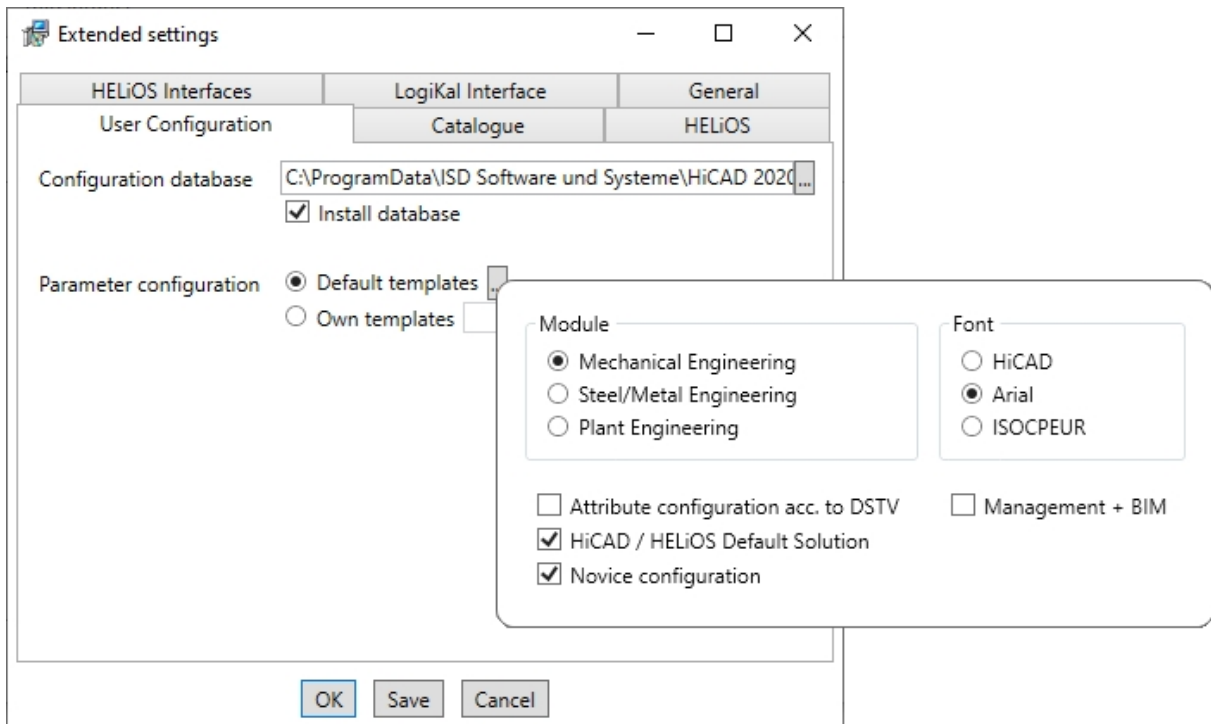 Extended settings
HELiOS Interfaces LogiKal Interface General
User Configuration Catalogue HELiOS
Configuration database C:\ProgramData\ISD Software und Systeme\HiCAD 2020 ...
Install database
Parameter configuration Default templates ...
Own templates
Module
Mechanical Engineering
Steel/Metal Engineering
Plant Engineering
Font
HiCAD
Arial
ISOCPEUR
Attribute configuration acc. to DSTV
Management + BIM
HiCAD / HELiOS Default Solution
Novice configuration
OK Save Cancel